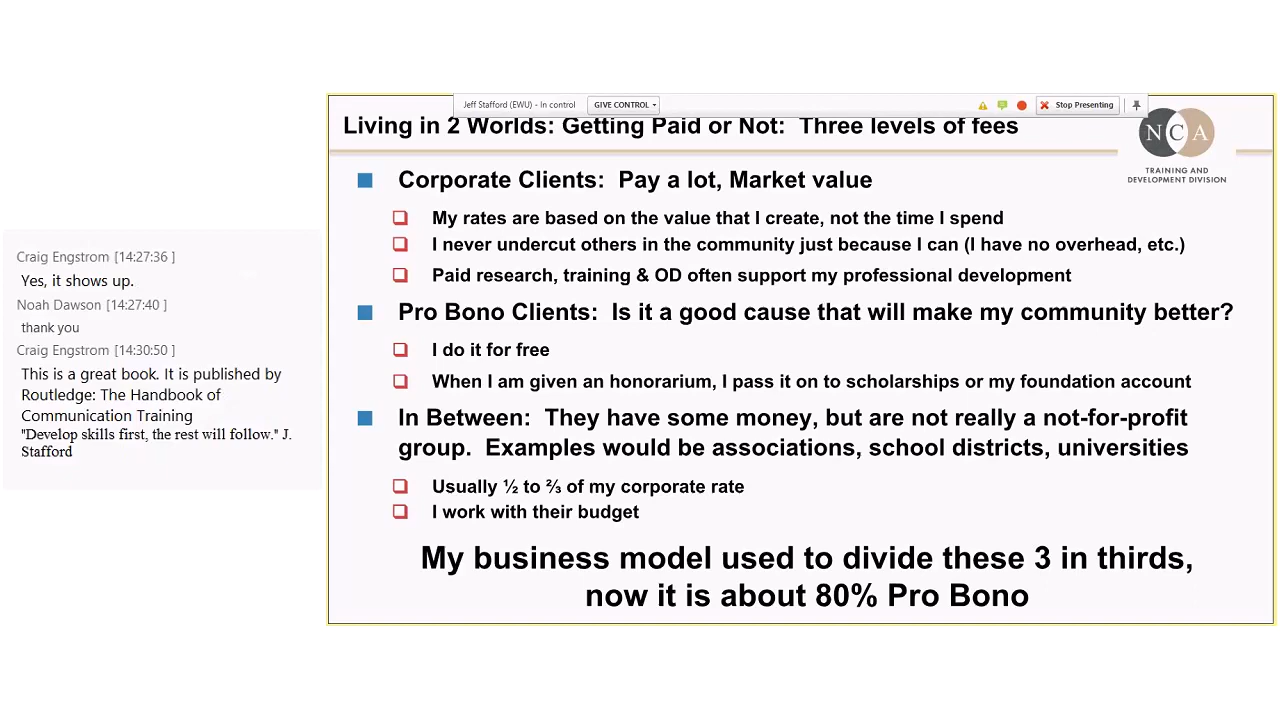 Craig Engstrom [14:27:36 ]
Yes, it shows up.
Noah Dawson [14:27:40 ]
thank you
Craig Engstrom [14:30:50 ]
This is a great book. It is published by
Routledge: The Handbook of
Communication Training
"Develop skills first, the rest will follow." J.
Stafford
Jeff Stafford (EWU) - In control
GIVE CONTROL
Stop Presenting
Living in 2 Worlds: Getting Paid or Not: Three levels of fees
NCA
TRAINING AND
DEVELOPMENT DIVISION
Corporate Clients: Pay a lot, Market value
My rates are based on the value that I create, not the time I spend
I never undercut others in the community just because I can (I have no overhead, etc.)
Paid research, training & OD often support my professional development
Pro Bono Clients: Is it a good cause that will make my community better?
I do it for free
When I am given an honorarium, I pass it on to scholarships or my foundation account
In Between: They have some money, but are not really a not-for-profit
group. Examples would be associations, school districts, universities
Usually ½ to ⅔ of my corporate rate
I work with their budget
My business model used to divide these 3 in thirds,
now it is about 80% Pro Bono